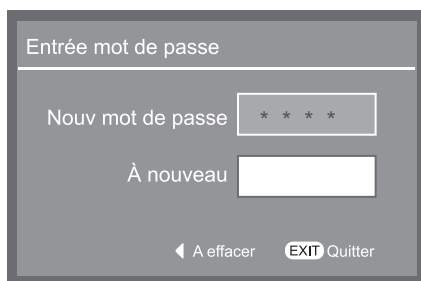 Entrée mot de passe
Nouv mot de passe * * * *
À nouveau
A effacer EXIT Quitter